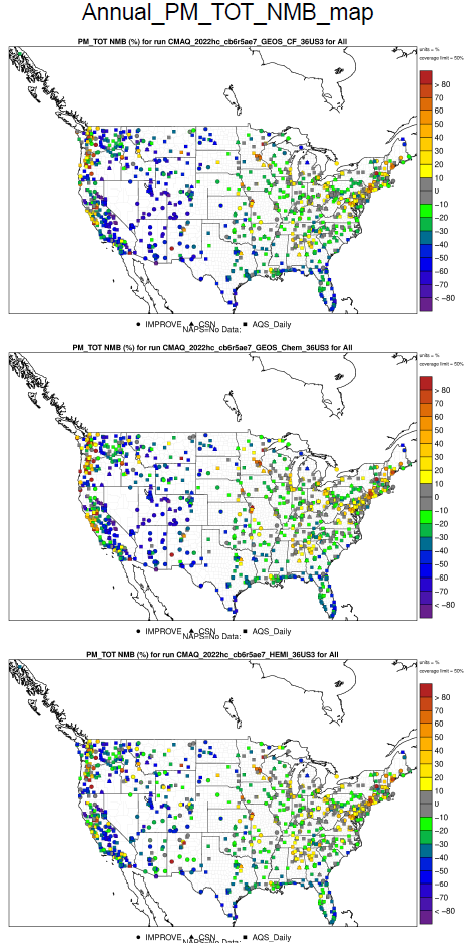 Annual_PM_TOT_NMB_map
PM_TOT NMB (%) for run CMAQ_2022hc_cb6r5ae7_GEOS_CF_36US3 for All
units = %
coverage limit = 50%
> 80
70
60
50
40
30
20
10
0
−10
−20
−30
−40
−50
−60
−70
< −80
IMPROVE
CSN
AQS_Daily
NAPS=No Data:
PM_TOT NMB (%) for run CMAQ_2022hc_cb6r5ae7_GEOS_Chem_36US3 for All
units = %
coverage limit = 50%
> 80
70
60
50
40
30
20
10
0
−10
−20
−30
−40
−50
−60
−70
< −80
IMPROVE
CSN
AQS_Daily
NAPS=No Data:
PM_TOT NMB (%) for run CMAQ_2022hc_cb6r5ae7_HEMI_36US3 for All
units = %
coverage limit = 50%
> 80
70
60
50
40
30
20
10
0
−10
−20
−30
−40
−50
−60
−70
< −80
IMPROVE
CSN
AQS_Daily
NAPS=No Data: